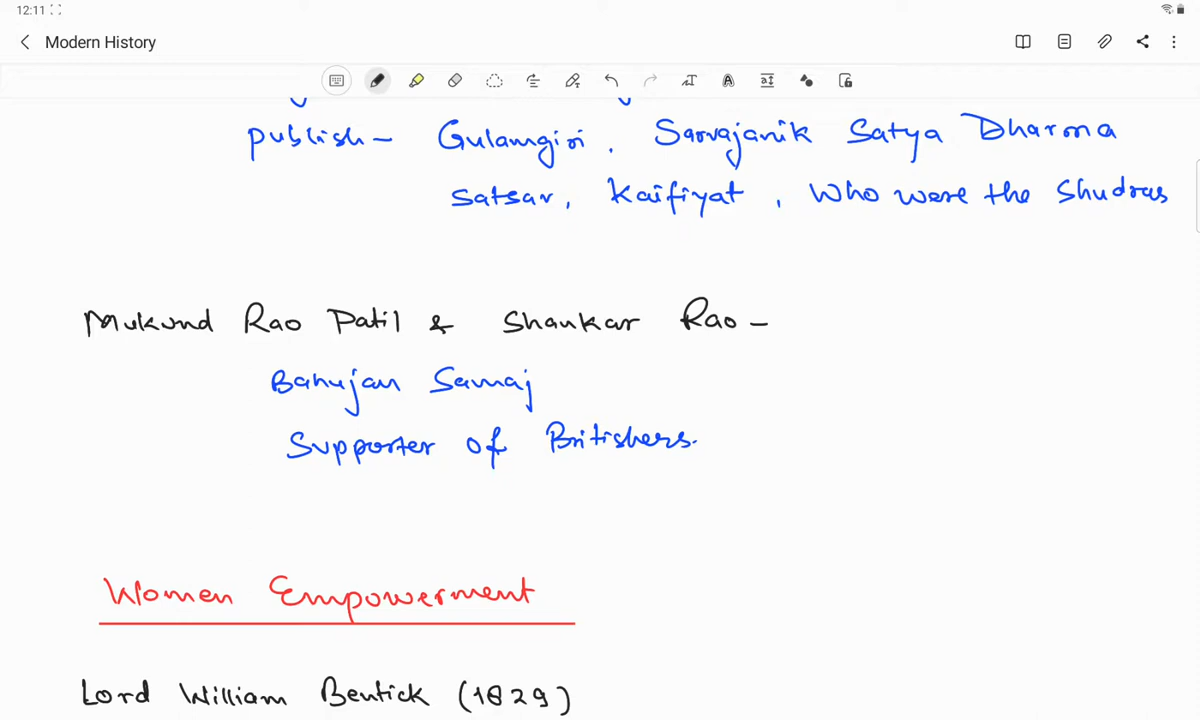 12:11
Modern History
publish- Gulamgiri, Sarvajanik Satya Dharma
Satsar, Kaifiyat, Who were the Shudras
Mukund Rao Patil & Shankar Rao-
Bahujan Samaj
Supporter of Britishers.
Women Empowerment
Lord William Bentick (1829)